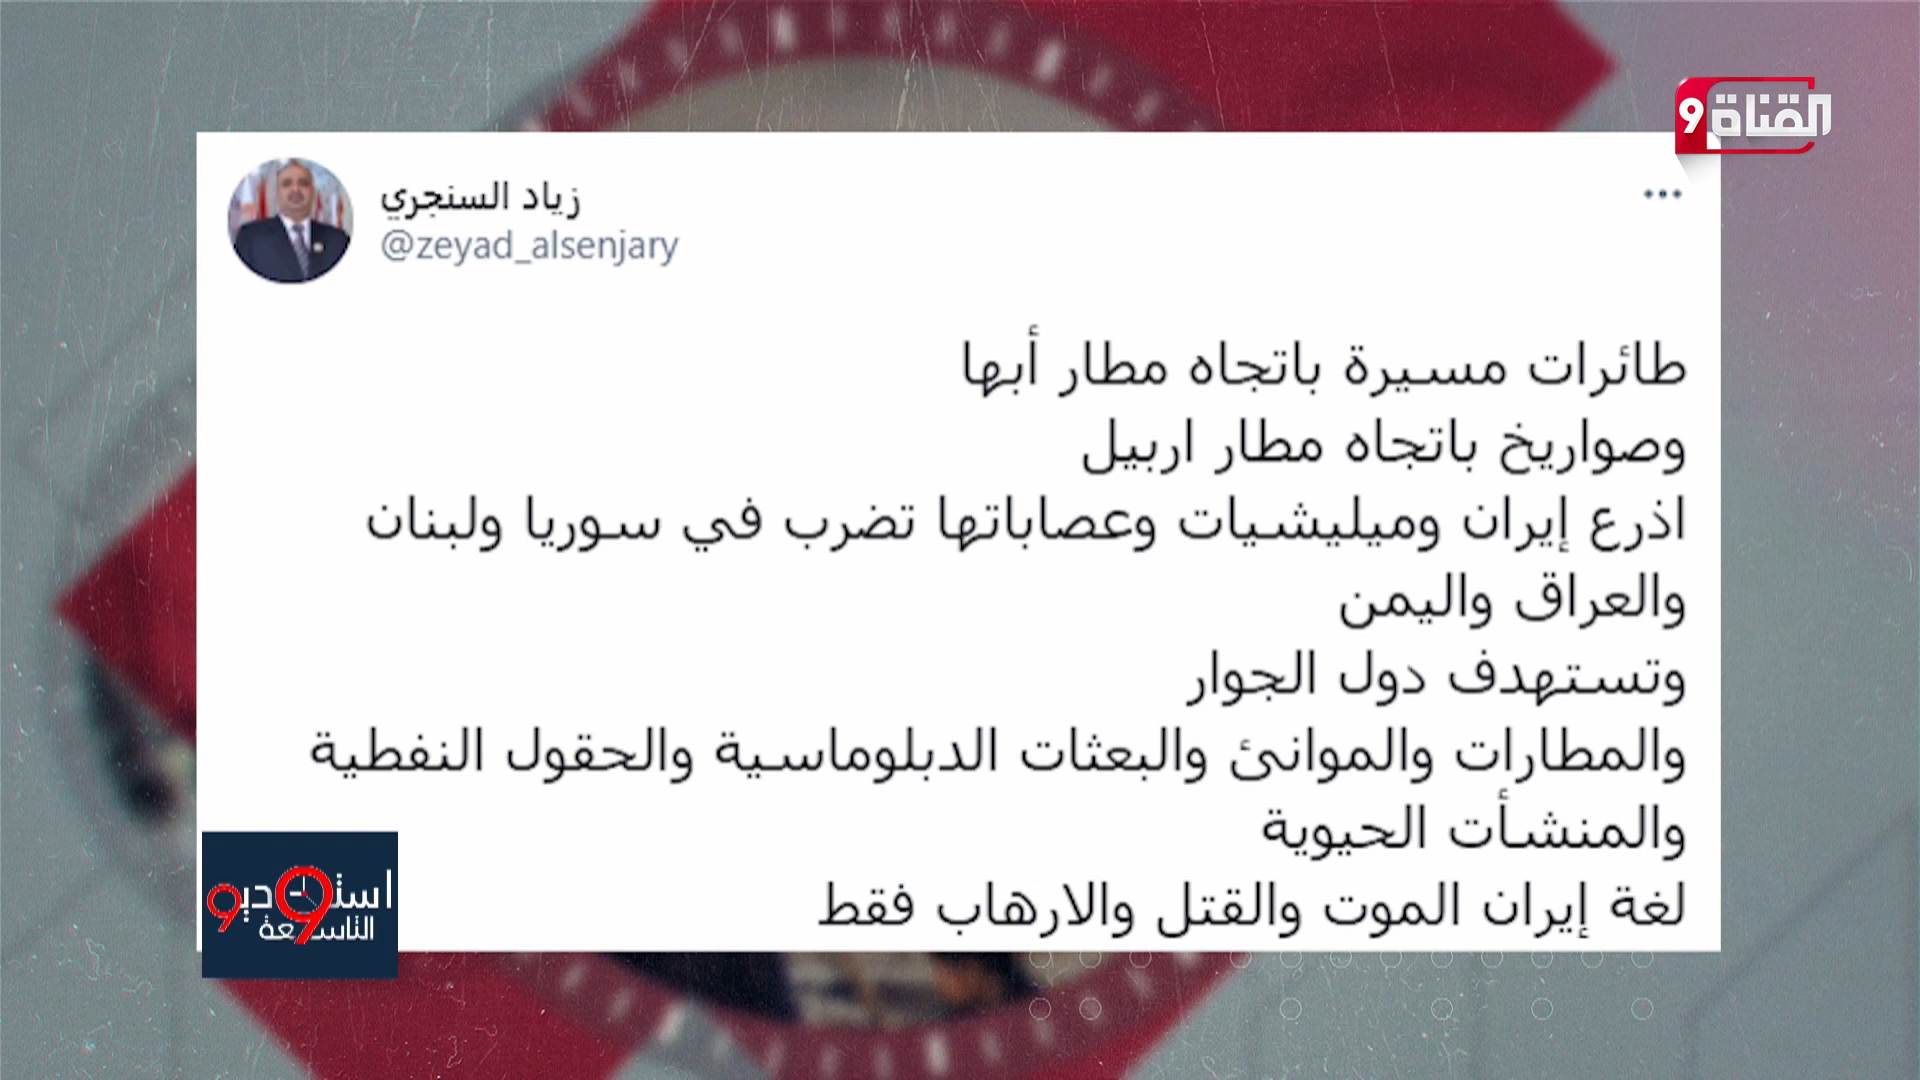 القناة 9
زياد السنجري
@zeyad_alsenjary
طائرات مسيرة باتجاه مطار أبها
وصواريخ باتجاه مطار اربيل
اذرع إيران وميليشيات وعصاباتها تضرب في سوريا ولبنان
والعراق واليمن
وتستهدف دول الجوار
والمطارات والموانئ والبعثات الدبلوماسية والحقول النفطية
والمنشأت الحيوية
لغة إيران الموت والقتل والارهاب فقط
استوديو 9
التاسعة